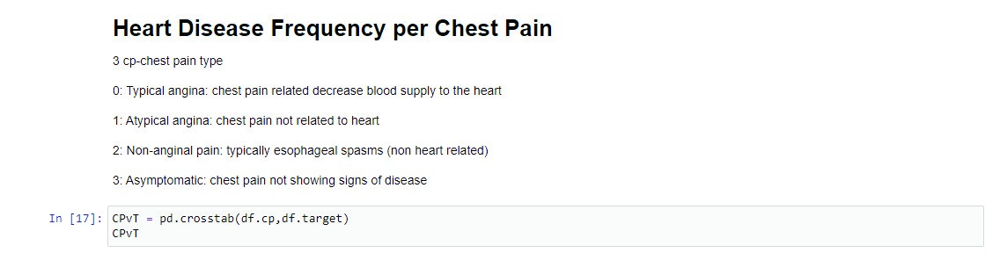 Heart Disease Frequency per Chest Pain
3 cp-chest pain type
0: Typical angina: chest pain related decrease blood supply to the heart
1: Atypical angina: chest pain not related to heart
2: Non-anginal pain: typically esophageal spasms (non heart related)
3: Asymptomatic: chest pain not showing signs of disease
In [17]: CPvT = pd.crosstab(df.cp,df.target)
CPvT